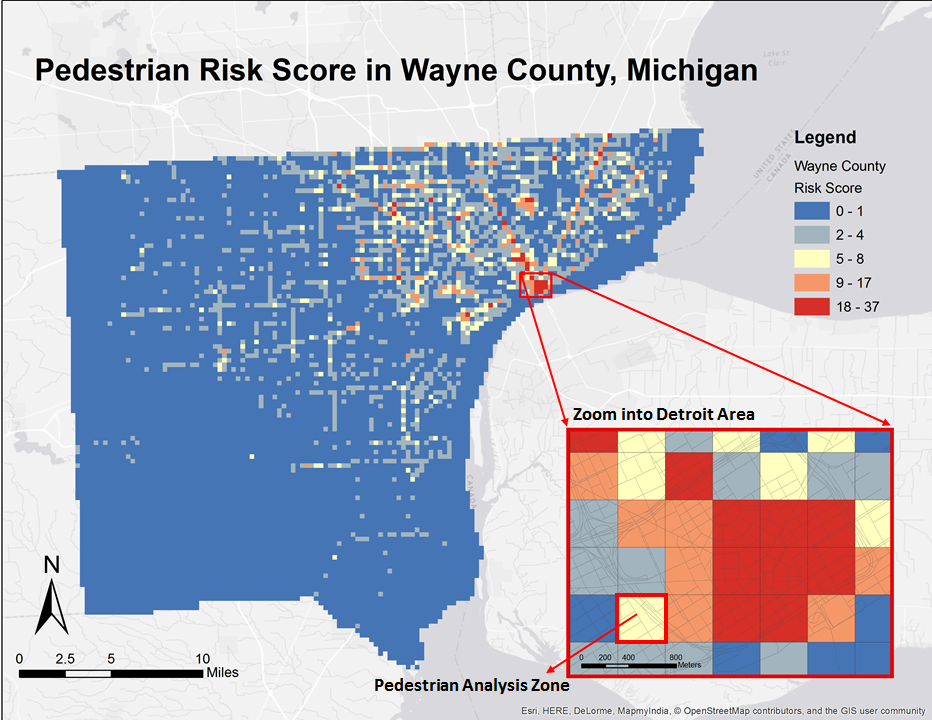 Pedestrian Risk Score in Wayne County, Michigan
Lake St
Clair
UNITED STATES
CANADA
Legend
Wayne County
Risk Score
0 - 1
2 - 4
5 - 8
9 - 17
18 - 37
Zoom into Detroit Area
CANADA
N
0 2.5 5 10
Miles
0 200 400 800
Meters
Pedestrian Analysis Zone
Esri, HERE, DeLorme, MapmyIndia, © OpenStreetMap contributors, and the GIS user community